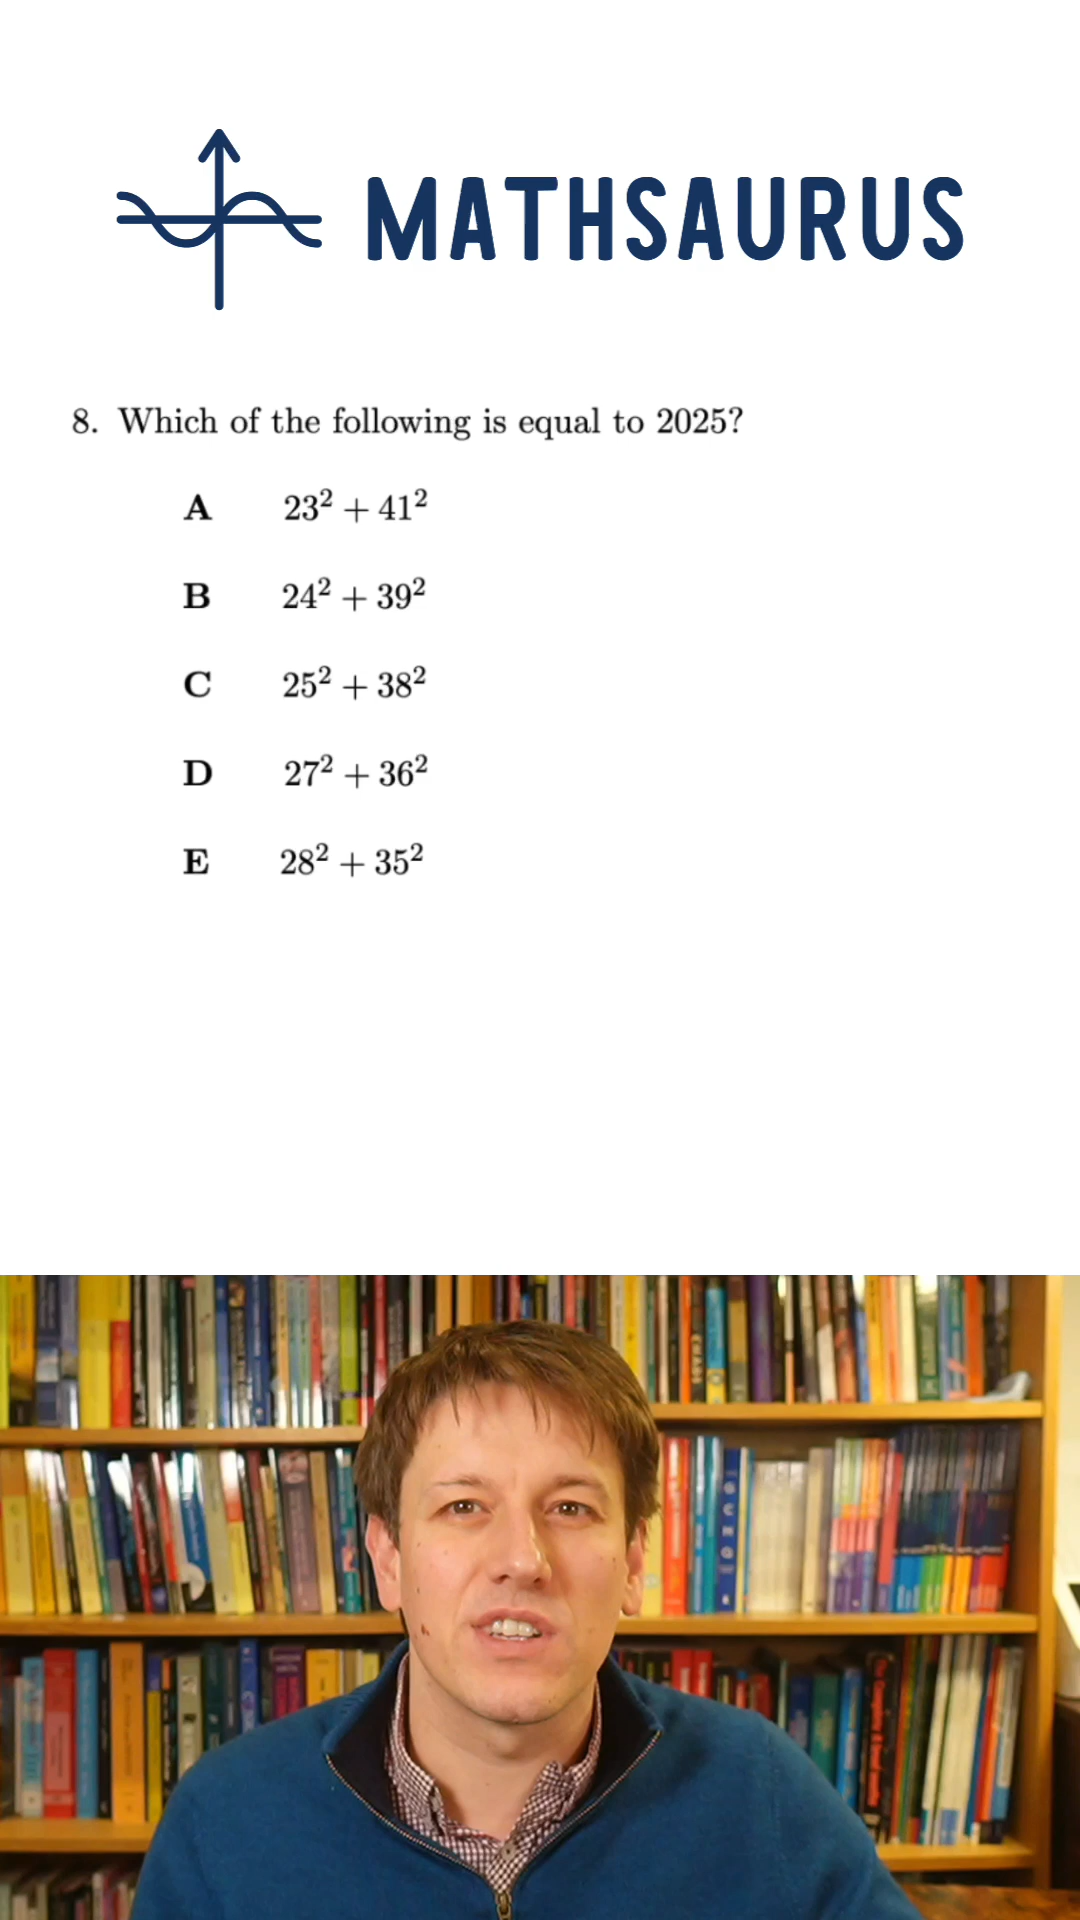 MATHSAURUS
8. Which of the following is equal to 2025?
A 23² + 41²
B 24² + 39²
C 25² + 38²
D 27² + 36²
E 28² + 35²